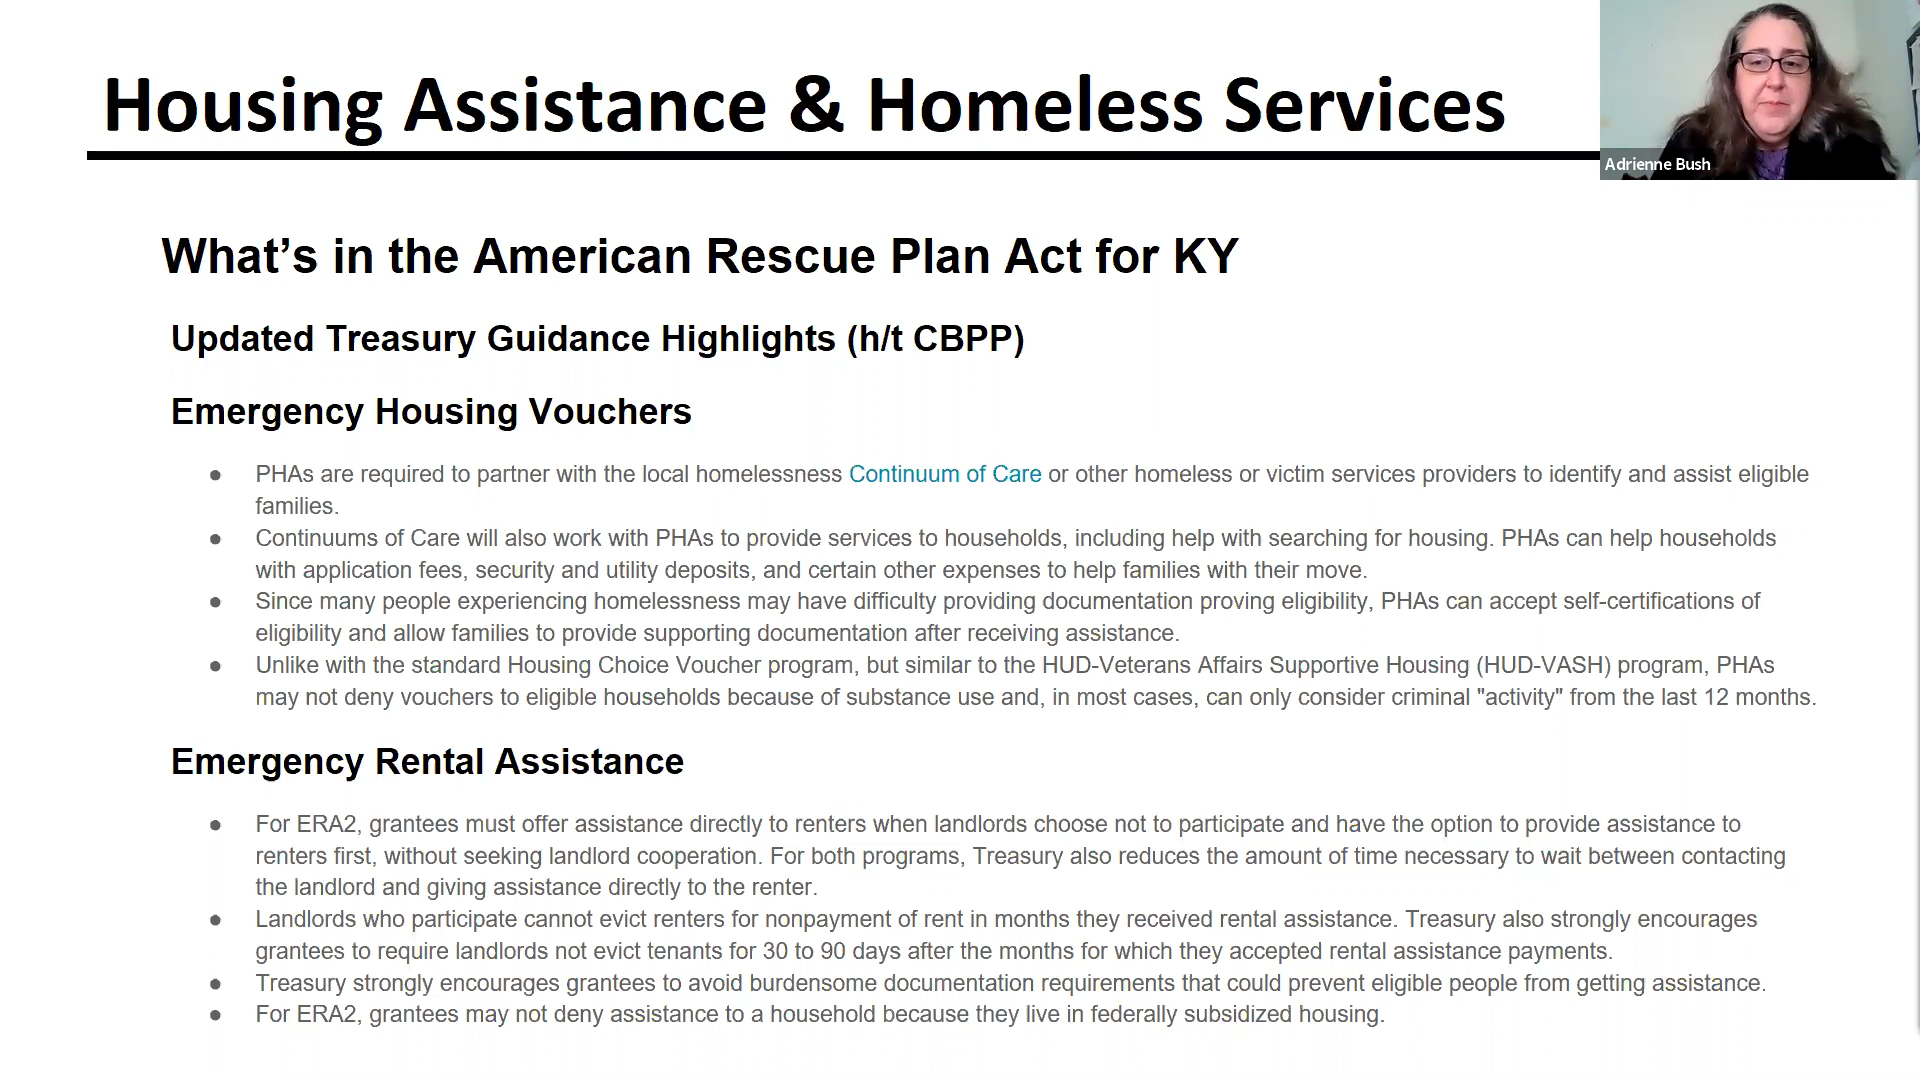 Housing Assistance & Homeless Services
Adrienne Bush
What’s in the American Rescue Plan Act for KY
Updated Treasury Guidance Highlights (h/t CBPP)
Emergency Housing Vouchers
● PHAs are required to partner with the local homelessness Continuum of Care or other homeless or victim services providers to identify and assist eligible
families.
● Continuums of Care will also work with PHAs to provide services to households, including help with searching for housing. PHAs can help households
with application fees, security and utility deposits, and certain other expenses to help families with their move.
● Since many people experiencing homelessness may have difficulty providing documentation proving eligibility, PHAs can accept self-certifications of
eligibility and allow families to provide supporting documentation after receiving assistance.
● Unlike with the standard Housing Choice Voucher program, but similar to the HUD-Veterans Affairs Supportive Housing (HUD-VASH) program, PHAs
may not deny vouchers to eligible households because of substance use and, in most cases, can only consider criminal "activity" from the last 12 months.
Emergency Rental Assistance
● For ERA2, grantees must offer assistance directly to renters when landlords choose not to participate and have the option to provide assistance to
renters first, without seeking landlord cooperation. For both programs, Treasury also reduces the amount of time necessary to wait between contacting
the landlord and giving assistance directly to the renter.
● Landlords who participate cannot evict renters for nonpayment of rent in months they received rental assistance. Treasury also strongly encourages
grantees to require landlords not evict tenants for 30 to 90 days after the months for which they accepted rental assistance payments.
● Treasury strongly encourages grantees to avoid burdensome documentation requirements that could prevent eligible people from getting assistance.
● For ERA2, grantees may not deny assistance to a household because they live in federally subsidized housing.